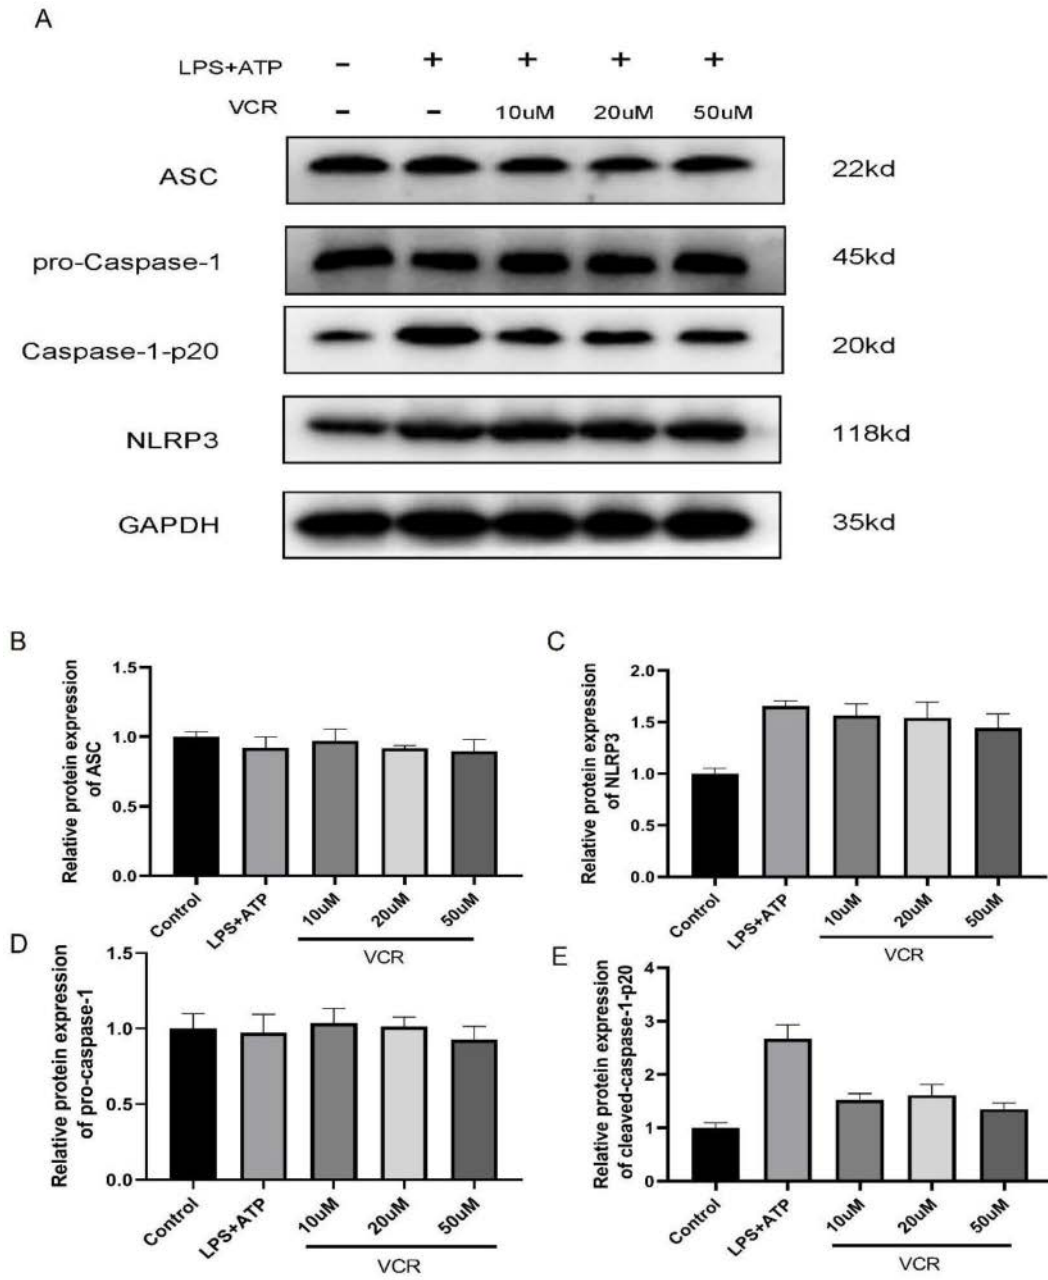 A
LPS+ATP - + + + +
VCR - - 10uM 20uM 50uM
ASC 22kd
pro-Caspase-1 45kd
Caspase-1-p20 20kd
NLRP3 118kd
GAPDH 35kd
B
Relative protein expression
of ASC
1.5
1.0
0.5
0.0
Control LPS+ATP 10uM 20uM 50uM
VCR
C
Relative protein expression
of NLRP3
2.0
1.5
1.0
0.5
0.0
Control LPS+ATP 10uM 20uM 50uM
VCR
D
Relative protein expression
of pro-caspase-1
1.5
1.0
0.5
0.0
Control LPS+ATP 10uM 20uM 50uM
VCR
E
Relative protein expression
of cleaved-caspase-1-p20
4
3
2
1
0
Control LPS+ATP 10uM 20uM 50uM
VCR